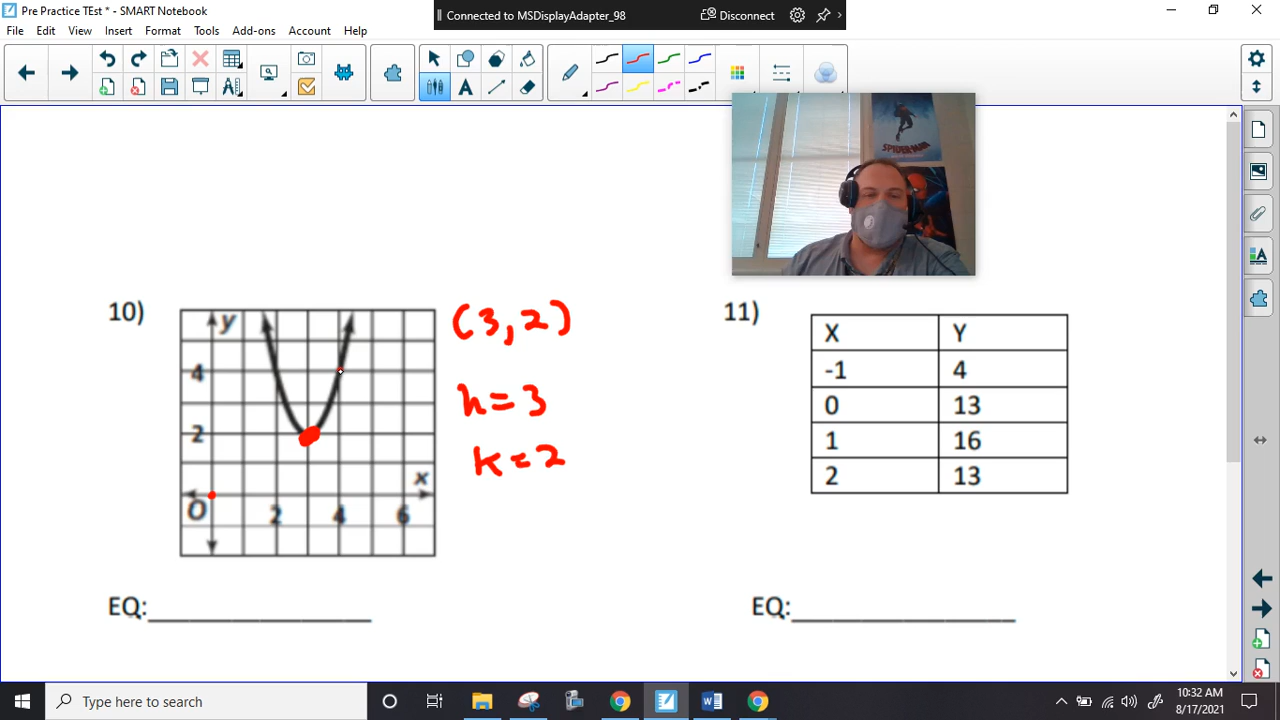 Pre Practice TEst * - SMART Notebook
Connected to MSDisplayAdapter_98
Disconnect
File Edit View Insert Format Tools Add-ons Account Help
SPIDER-MAN
10)
y
4
2
O
2 4 6
x
(3,2)
h=3
k=2
EQ:
11)
X Y
-1 4
0 13
1 16
2 13
EQ:
Type here to search
10:32 AM
8/17/2021